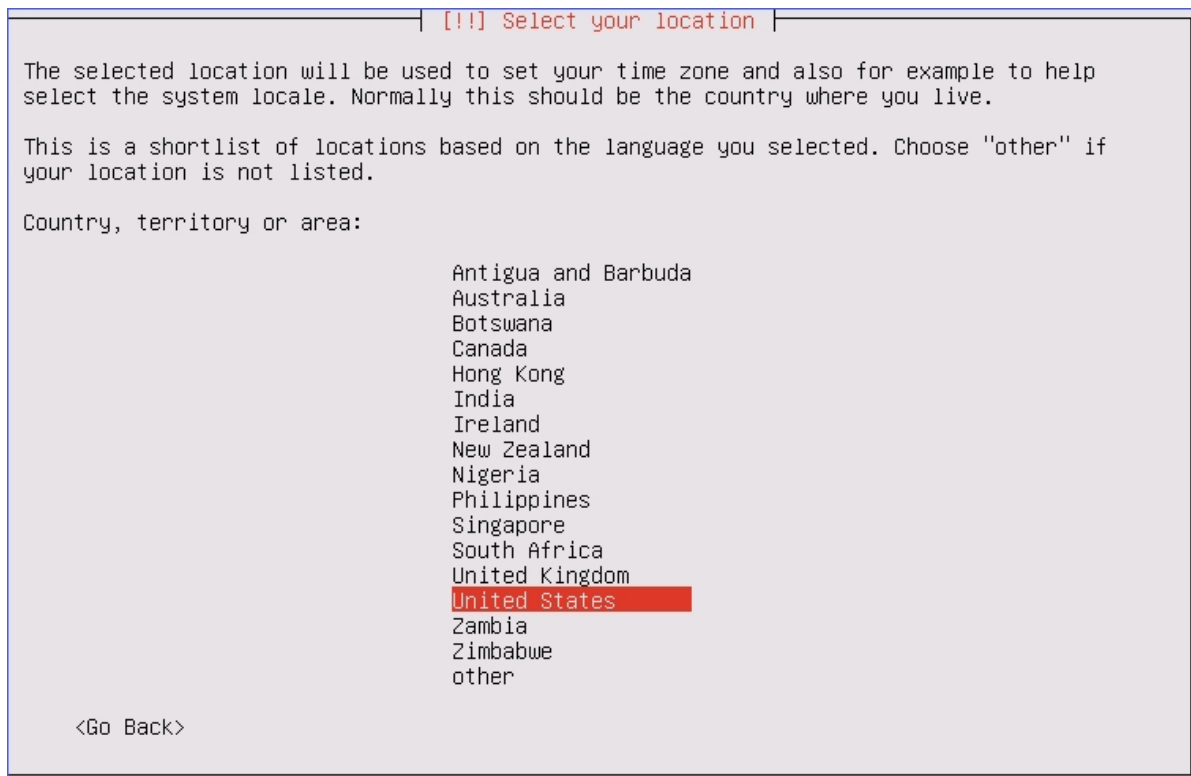 [!!] Select your location
The selected location will be used to set your time zone and also for example to help
select the system locale. Normally this should be the country where you live.
This is a shortlist of locations based on the language you selected. Choose "other" if
your location is not listed.
Country, territory or area:
Antigua and Barbuda
Australia
Botswana
Canada
Hong Kong
India
Ireland
New Zealand
Nigeria
Philippines
Singapore
South Africa
United Kingdom
United States
Zambia
Zimbabwe
other
<Go Back>